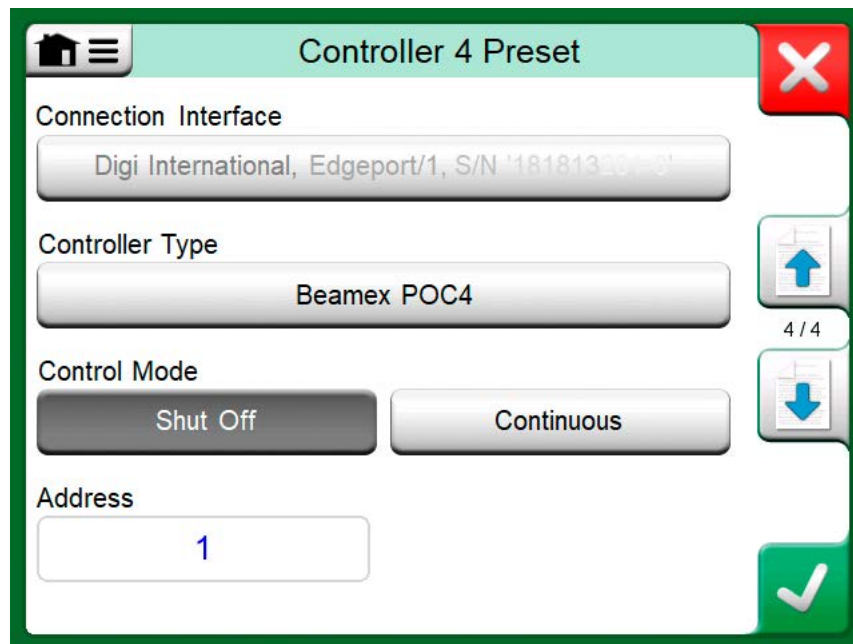 Controller 4 Preset
Connection Interface
Digi International, Edgeport/1, S/N '181813
Controller Type
Beamex POC4
4 / 4
Control Mode
Shut Off
Continuous
Address
1